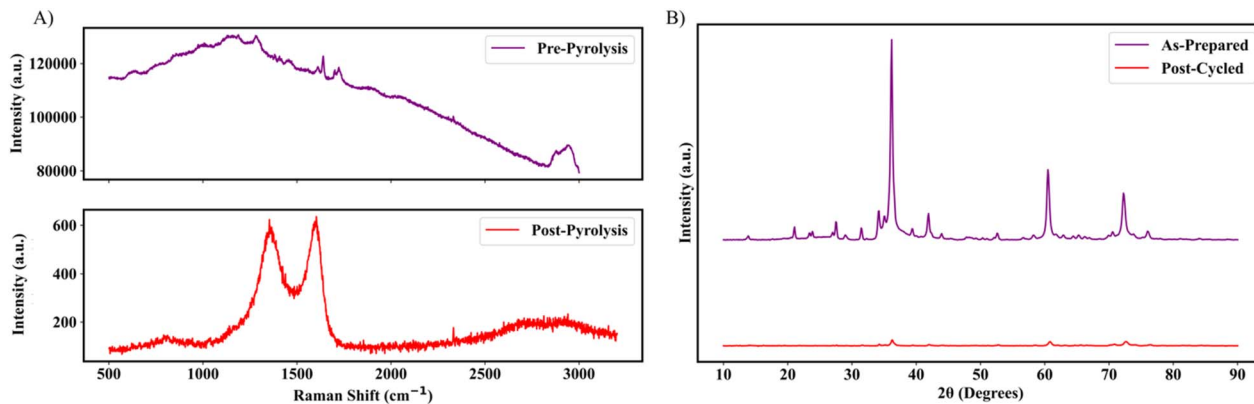 A)
Intensity (a.u.)
120000
100000
80000
Pre-Pyrolysis
Intensity (a.u.)
600
400
200
Post-Pyrolysis
500 1000 1500 2000 2500 3000
Raman Shift (cm⁻¹)
B)
Intensity (a.u.)
As-Prepared
Post-Cycled
10 20 30 40 50 60 70 80 90
2θ (Degrees)